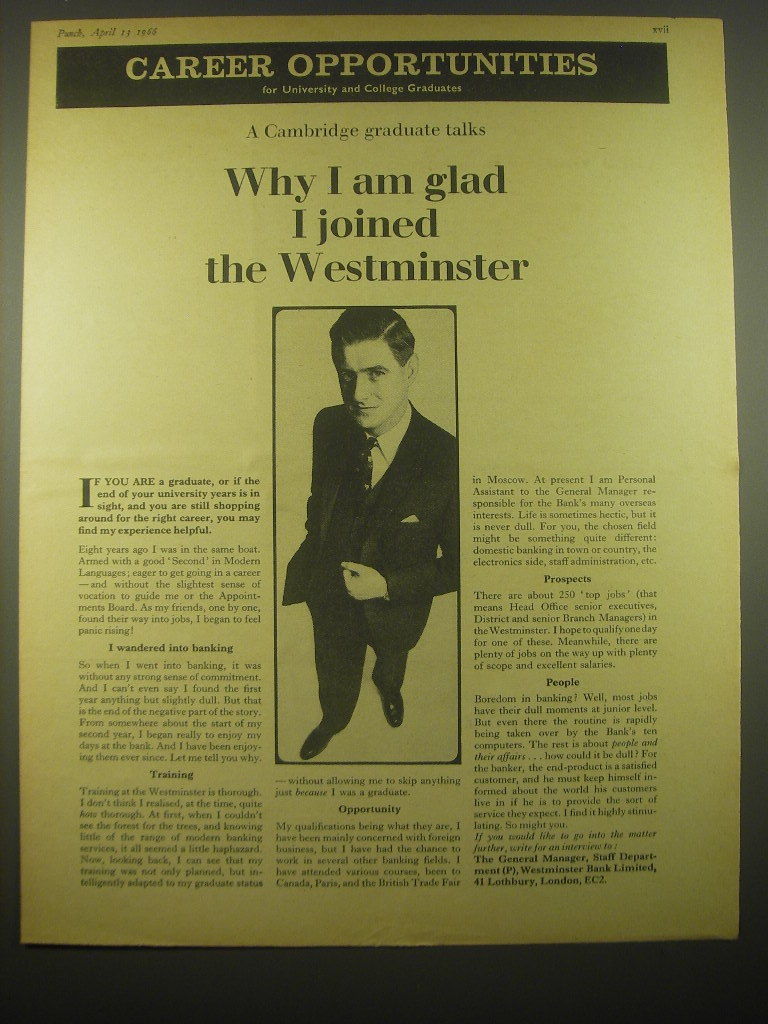 Punch, April 13 1966
xvii
CAREER OPPORTUNITIES
for University and College Graduates
A Cambridge graduate talks
Why I am glad
I joined
the Westminster
IF YOU ARE a graduate, or if the
end of your university years is in
sight, and you are still shopping
around for the right career, you may
find my experience helpful.
Eight years ago I was in the same boat.
Armed with a good 'Second' in Modern
Languages; eager to get going in a career
—and without the slightest sense of
vocation to guide me or the Appoint-
ments Board. As my friends, one by one,
found their way into jobs, I began to feel
panic rising!
I wandered into banking
So when I went into banking, it was
without any strong sense of commitment.
And I can't even say I found the first
year anything but slightly dull. But that
is the end of the negative part of the story.
From somewhere about the start of my
second year, I began really to enjoy my
days at the bank. And I have been enjoy-
ing them ever since. Let me tell you why.
Training
Training at the Westminster is thorough.
I don't think I realised, at the time, quite
how thorough. At first, when I couldn't
see the forest for the trees, and knowing
little of the range of modern banking
services, it all seemed a little haphazard.
Now, looking back, I can see that my
training was not only planned, but in-
telligently adapted to my graduate status
—without allowing me to skip anything
just because I was a graduate.
Opportunity
My qualifications being what they are, I
have been mainly concerned with foreign
business, but I have had the chance to
work in several other banking fields. I
have attended various courses, been to
Canada, Paris, and the British Trade Fair
in Moscow. At present I am Personal
Assistant to the General Manager re-
sponsible for the Bank's many overseas
interests. Life is sometimes hectic, but it
is never dull. For you, the chosen field
might be something quite different:
domestic banking in town or country, the
electronics side, staff administration, etc.
Prospects
There are about 250 'top jobs' (that
means Head Office senior executives,
District and senior Branch Managers) in
the Westminster. I hope to qualify one day
for one of these. Meanwhile, there are
plenty of jobs on the way up with plenty
of scope and excellent salaries.
People
Boredom in banking? Well, most jobs
have their dull moments at junior level.
But even there the routine is rapidly
being taken over by the Bank's ten
computers. The rest is about people and
their affairs . . . how could it be dull? For
the banker, the end-product is a satisfied
customer, and he must keep himself in-
formed about the world his customers
live in if he is to provide the sort of
service they expect. I find it highly stimu-
lating. So might you.
If you would like to go into the matter
further, write for an interview to:
The General Manager, Staff Depart-
ment (P), Westminster Bank Limited,
41 Lothbury, London, EC2.